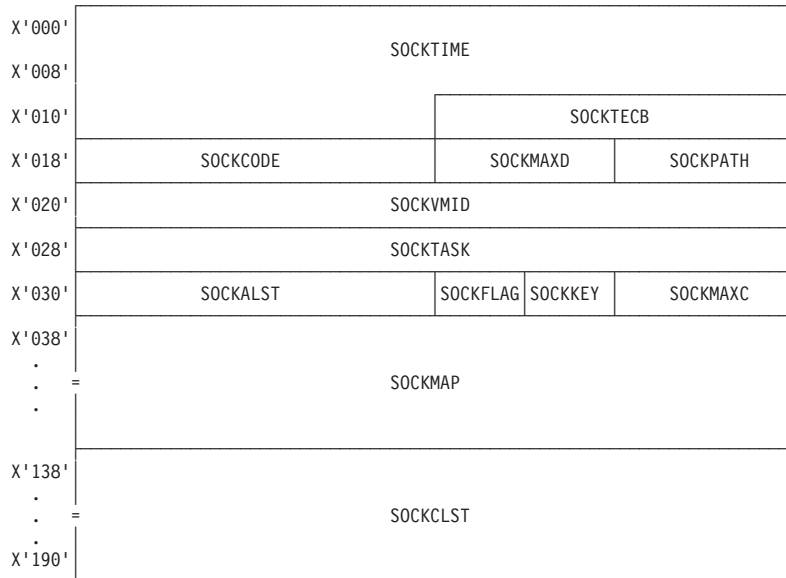 X'000'
SOCKTIME
X'008'
X'010' SOCKTECB
X'018' SOCKCODE SOCKMAXD SOCKPATH
X'020' SOCKVMID
X'028' SOCKTASK
X'030' SOCKALST SOCKFLAG SOCKKEY SOCKMAXC
X'038'
.
. = SOCKMAP
.
X'138'
.
. = SOCKCLST
.
X'190'